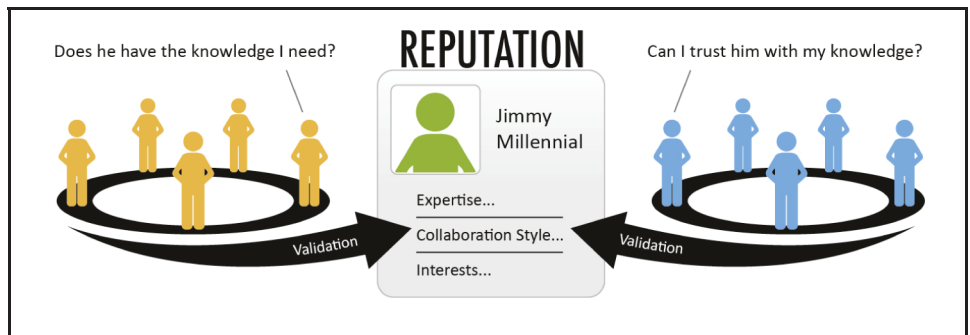 Does he have the knowledge I need?
REPUTATION
Can I trust him with my knowledge?
Jimmy
Millennial
Expertise...
Collaboration Style...
Interests...
Validation
Validation